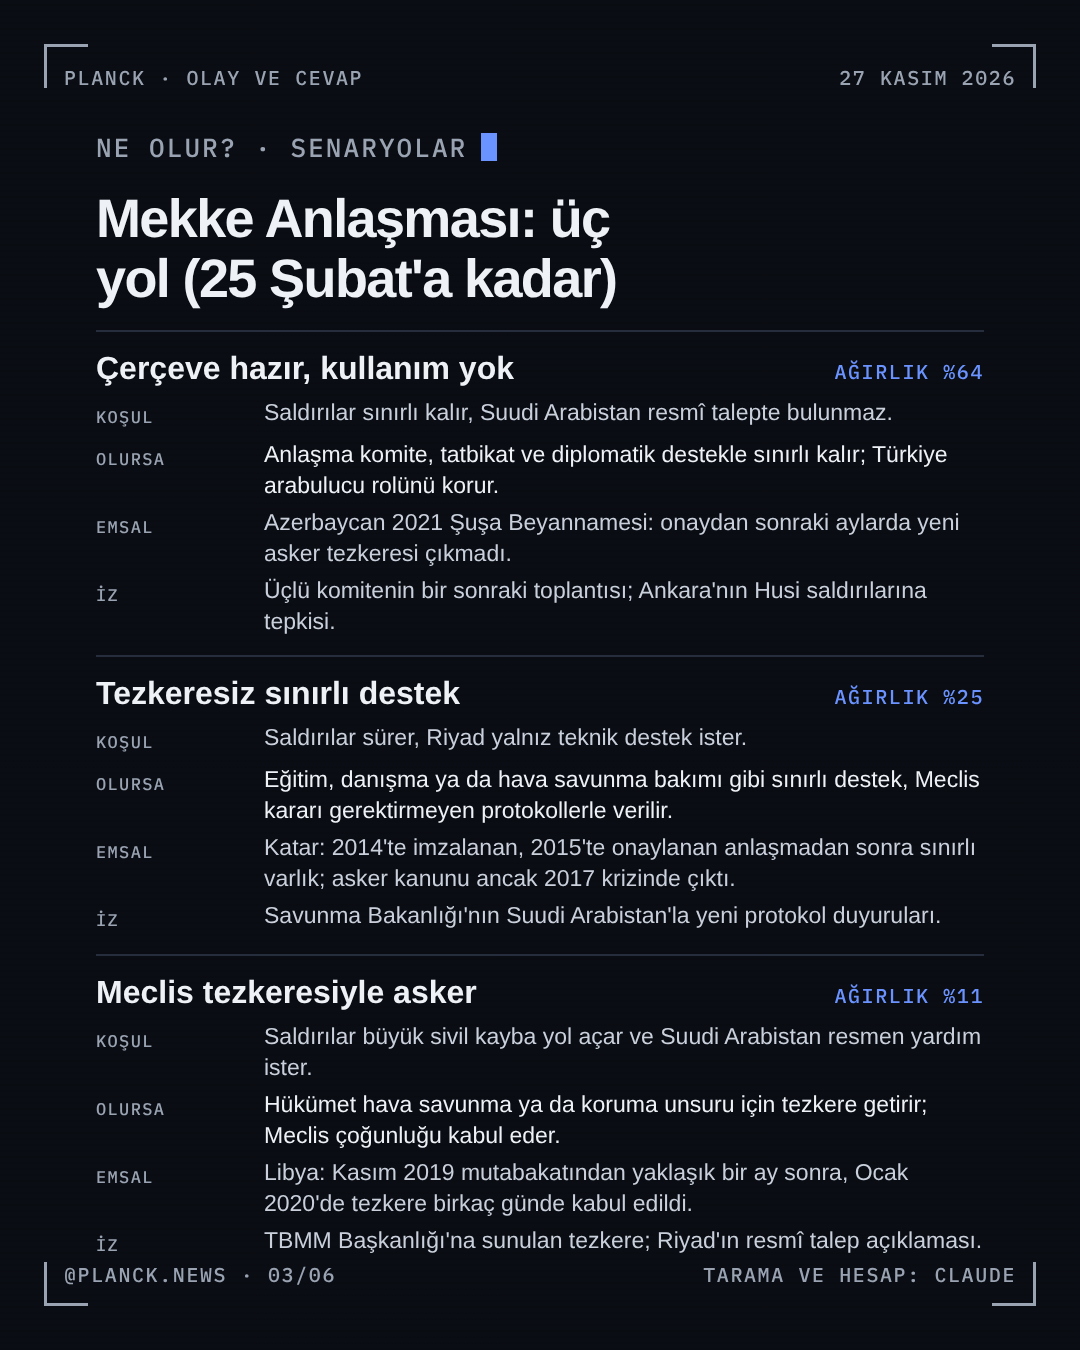 PLANCK · OLAY VE CEVAP
27 KASIM 2026
NE OLUR? · SENARYOLAR
Mekke Anlaşması: üç
yol (25 Şubat'a kadar)
Çerçeve hazır, kullanım yok
AĞIRLIK %64
KOŞUL
Saldırılar sınırlı kalır, Suudi Arabistan resmî talepte bulunmaz.
OLURSA
Anlaşma komite, tatbikat ve diplomatik destekle sınırlı kalır; Türkiye
arabulucu rolünü korur.
EMSAL
Azerbaycan 2021 Şuşa Beyannamesi: onaydan sonraki aylarda yeni
asker tezkeresi çıkmadı.
İZ
Üçlü komitenin bir sonraki toplantısı; Ankara'nın Husi saldırılarına
tepkisi.
Tezkeresiz sınırlı destek
AĞIRLIK %25
KOŞUL
Saldırılar sürer, Riyad yalnız teknik destek ister.
OLURSA
Eğitim, danışma ya da hava savunma bakımı gibi sınırlı destek, Meclis
kararı gerektirmeyen protokollerle verilir.
EMSAL
Katar: 2014'te imzalanan, 2015'te onaylanan anlaşmadan sonra sınırlı
varlık; asker kanunu ancak 2017 krizinde çıktı.
İZ
Savunma Bakanlığı'nın Suudi Arabistan'la yeni protokol duyuruları.
Meclis tezkeresiyle asker
AĞIRLIK %11
KOŞUL
Saldırılar büyük sivil kayba yol açar ve Suudi Arabistan resmen yardım
ister.
OLURSA
Hükümet hava savunma ya da koruma unsuru için tezkere getirir;
Meclis çoğunluğu kabul eder.
EMSAL
Libya: Kasım 2019 mutabakatından yaklaşık bir ay sonra, Ocak
2020'de tezkere birkaç günde kabul edildi.
İZ
TBMM Başkanlığı'na sunulan tezkere; Riyad'ın resmî talep açıklaması.
@PLANCK.NEWS · 03/06
TARAMA VE HESAP: CLAUDE